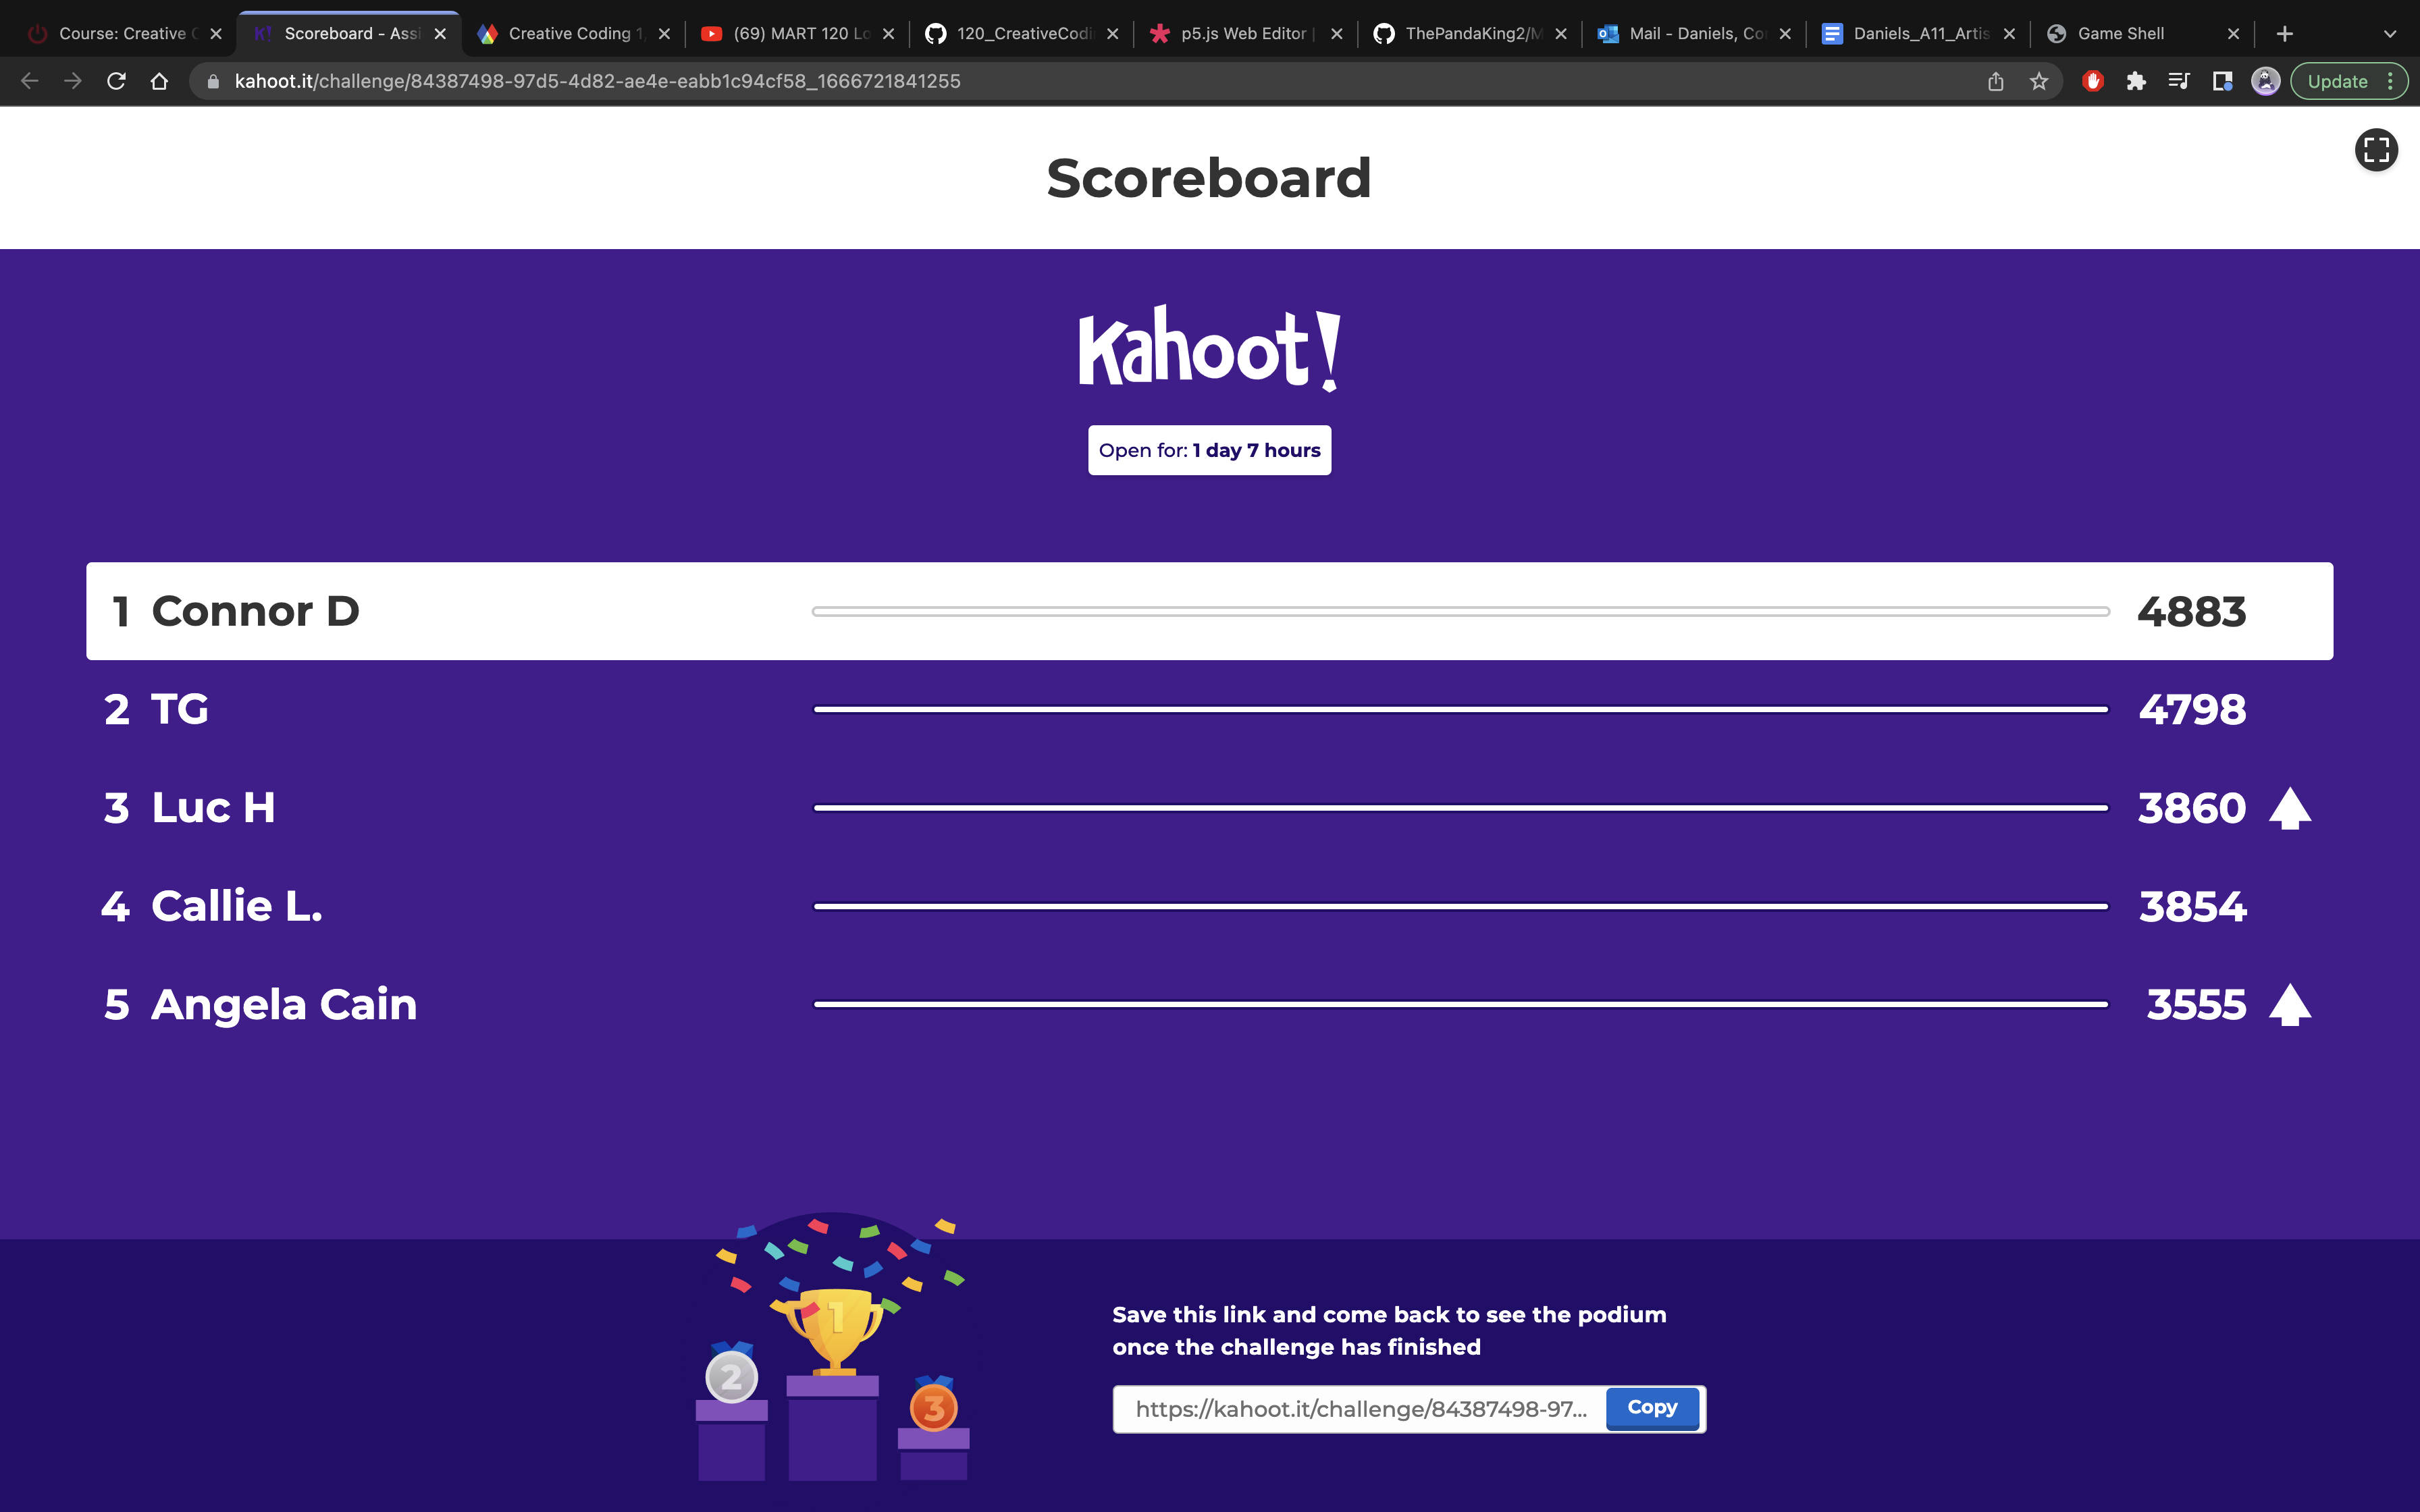 Course: Creative C
K! Scoreboard - Assi
Creative Coding 1,
(69) MART 120 Lo
120_CreativeCodi
p5.js Web Editor |
ThePandaKing2/M
Mail - Daniels, Co
Daniels_A11_Artis
Game Shell
kahoot.it/challenge/84387498-97d5-4d82-ae4e-eabb1c94cf58_1666721841255
Update
Scoreboard
Kahoot!
Open for: 1 day 7 hours
1 Connor D 4883
2 TG 4798
3 Luc H 3860
4 Callie L. 3854
5 Angela Cain 3555
1
2
3
Save this link and come back to see the podium
once the challenge has finished
https://kahoot.it/challenge/84387498-97... Copy